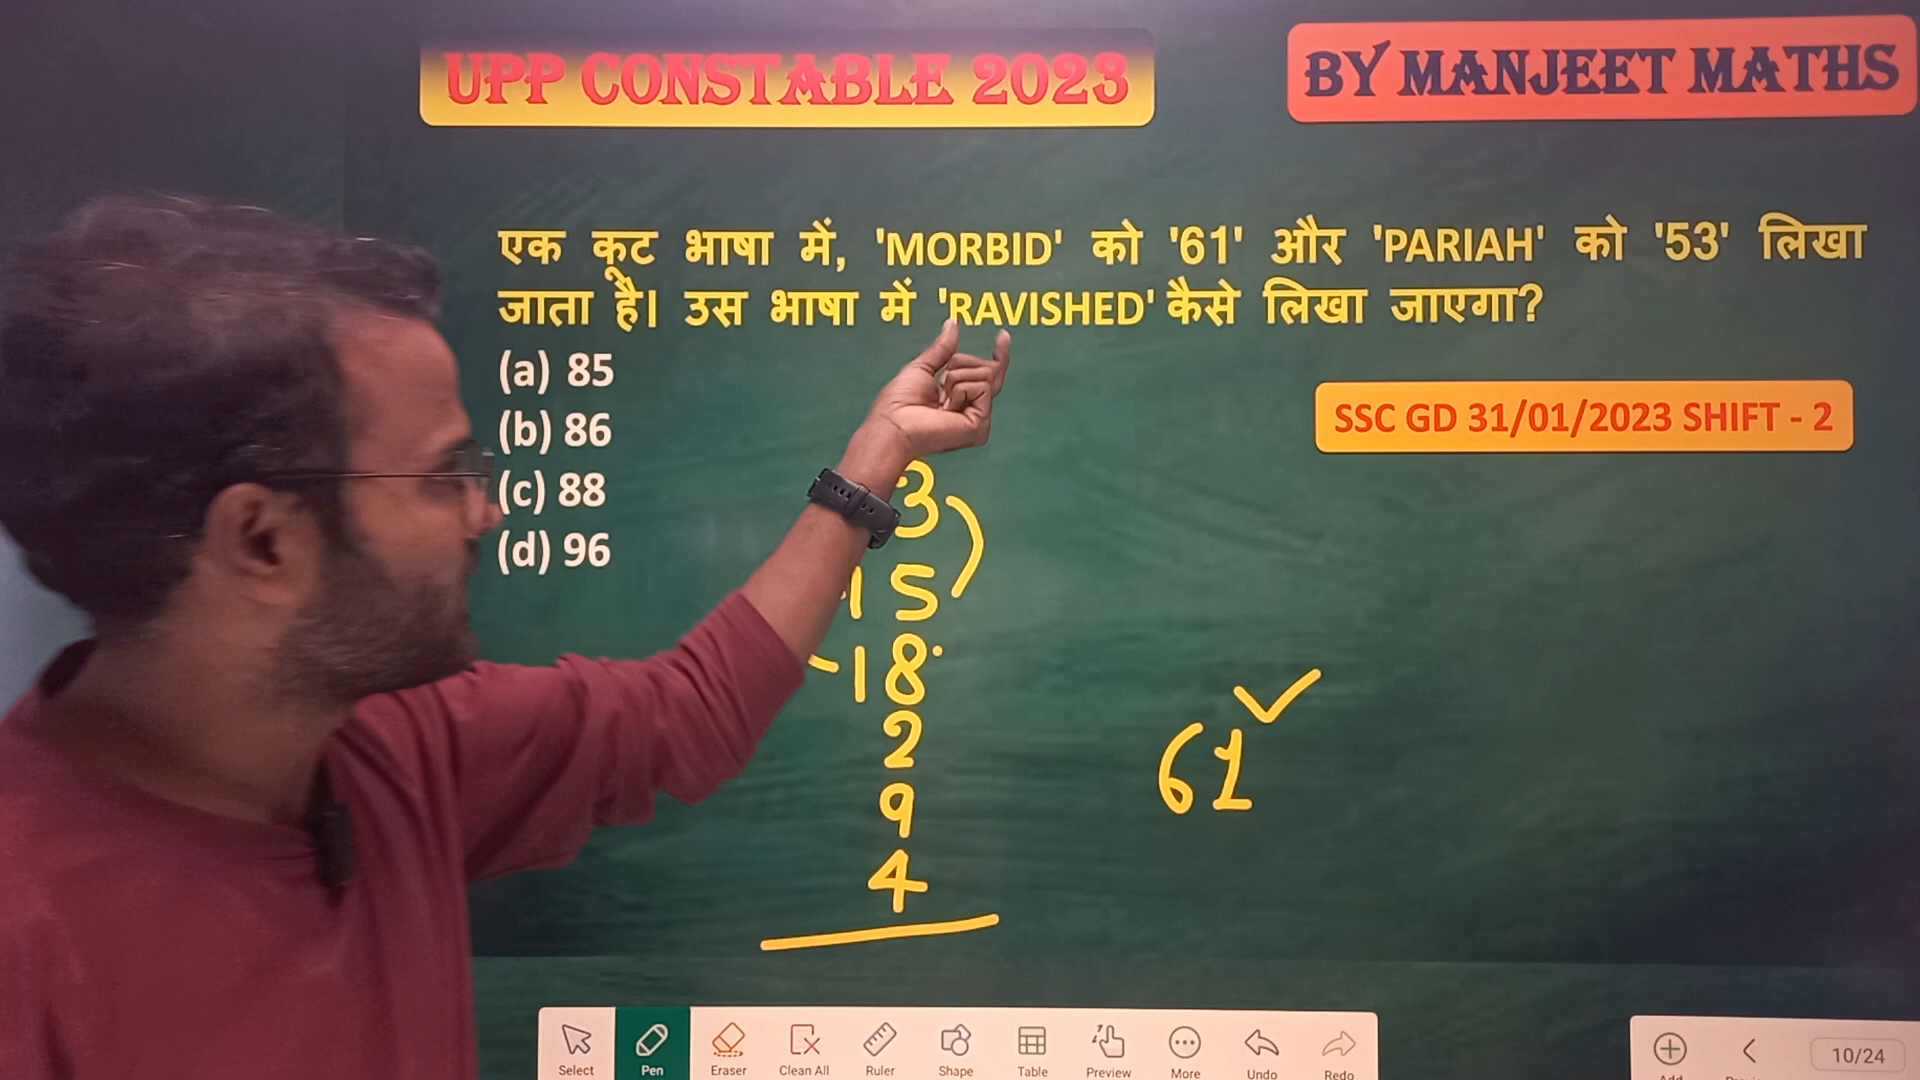 UPP CONSTABLE 2023
BY MANJEET MATHS
एक कूट भाषा में, 'MORBID' को '61' और 'PARIAH' को '53' लिखा
जाता है। उस भाषा में 'RAVISHED' कैसे लिखा जाएगा?
(a) 85
(b) 86
(c) 88
(d) 96
SSC GD 31/01/2023 SHIFT - 2
3
15
18
2
9
4
61
Select Pen Eraser Clean All Ruler Shape Table Preview More Undo Redo
10/24